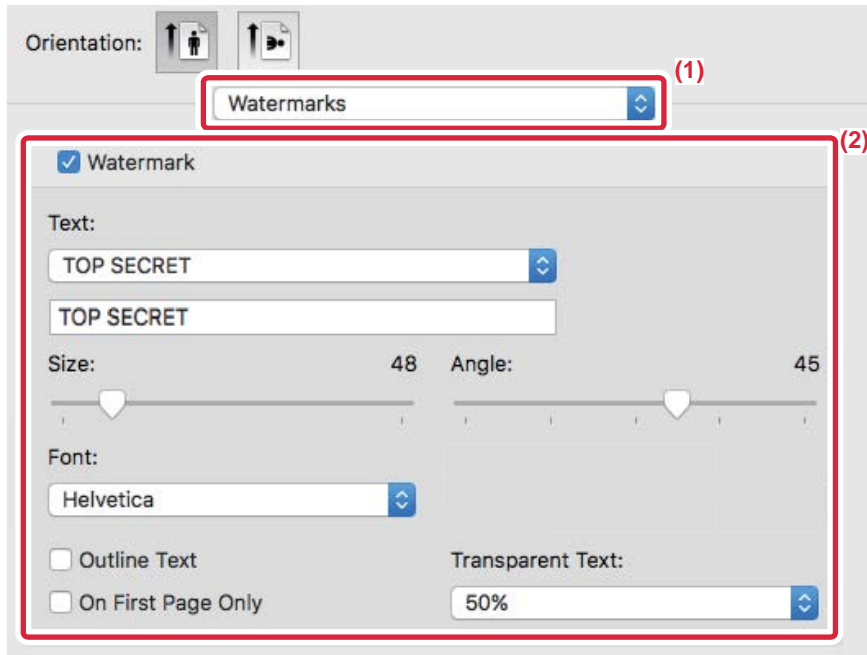 Orientation:
(1)
Watermarks
(2)
Watermark
Text:
TOP SECRET
TOP SECRET
Size: 48 Angle: 45
Font:
Helvetica
Outline Text Transparent Text:
On First Page Only 50%